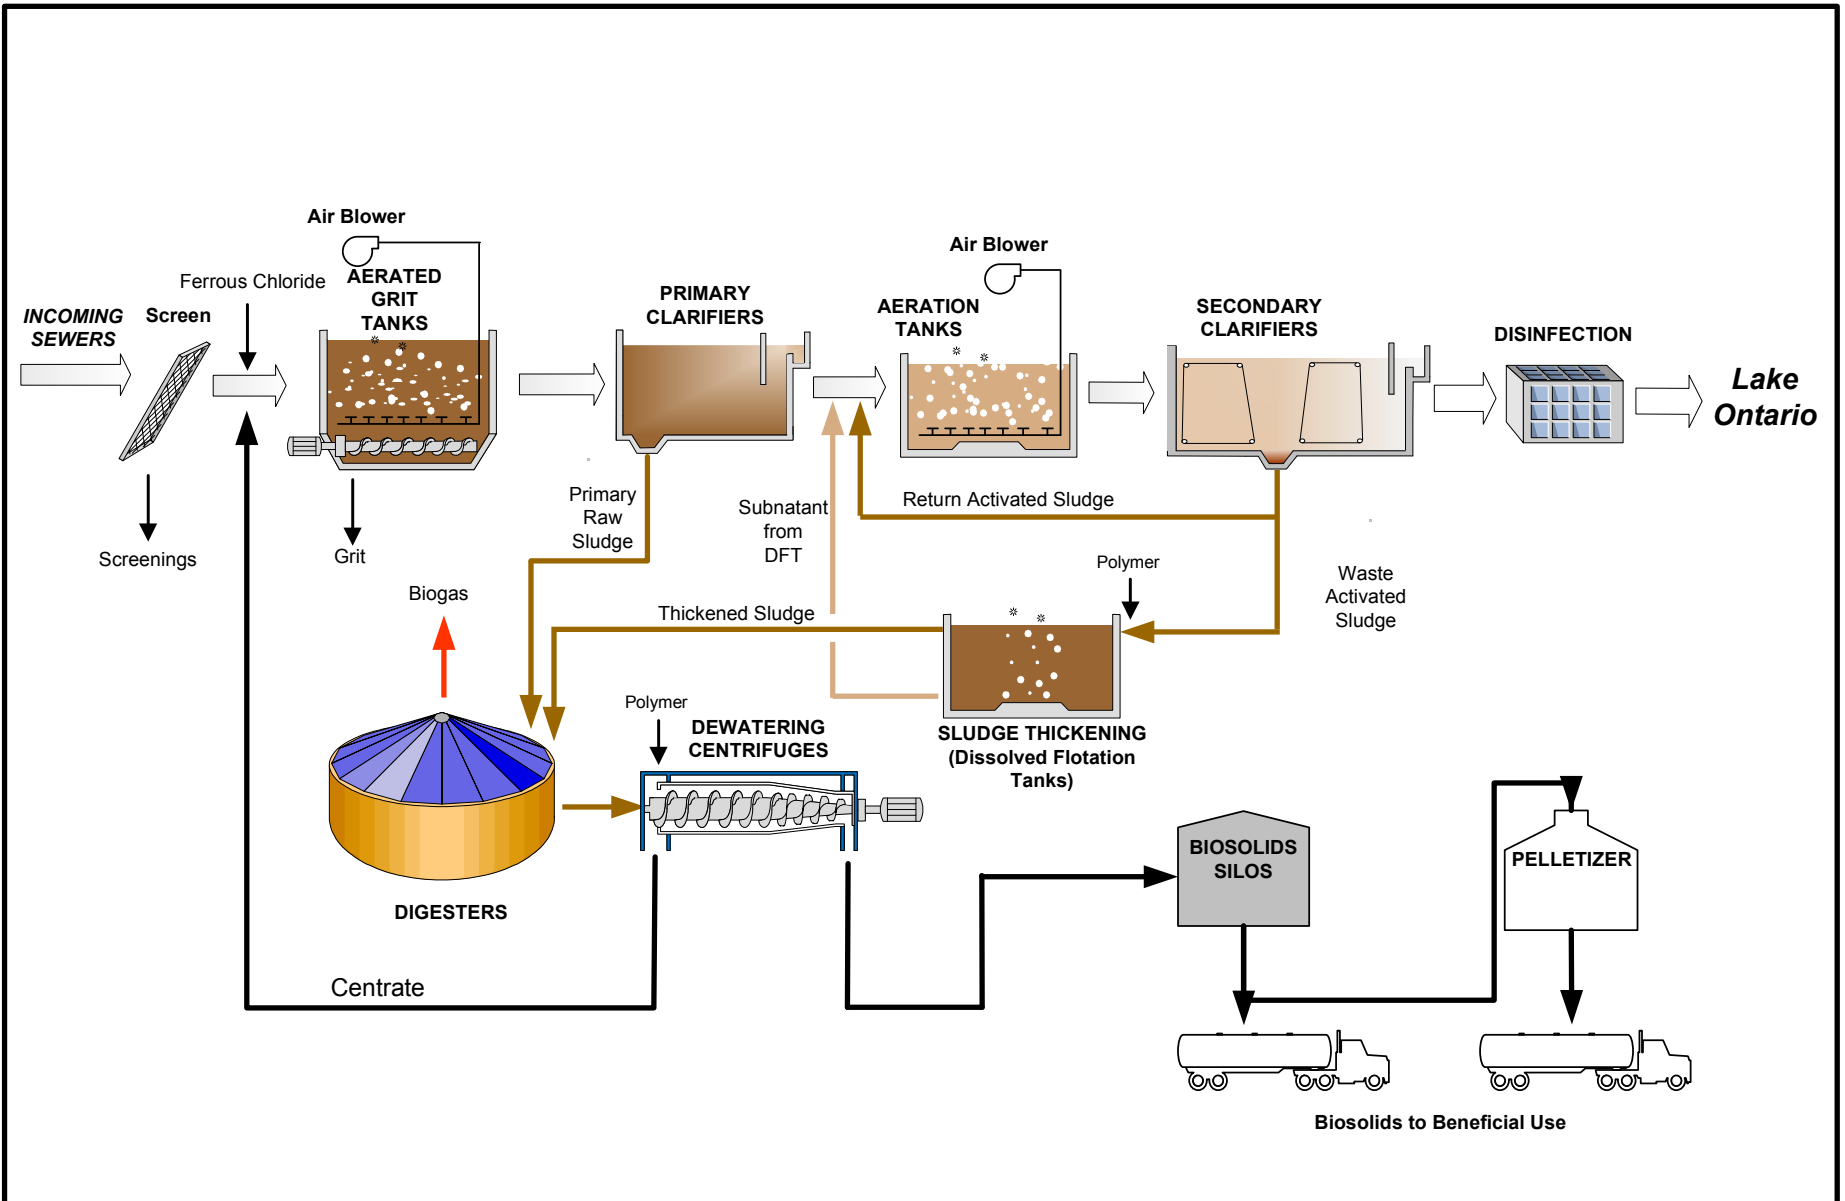 Air Blower
Air Blower
Ferrous Chloride
AERATED
GRIT
TANKS
PRIMARY
CLARIFIERS
AERATION
TANKS
SECONDARY
CLARIFIERS
INCOMING
SEWERS
Screen
DISINFECTION
Lake
Ontario
Primary
Raw
Sludge
Subnatant
from
DFT
Return Activated Sludge
Screenings
Grit
Polymer
Waste
Activated
Sludge
Biogas
Thickened Sludge
Polymer
DEWATERING
CENTRIFUGES
SLUDGE THICKENING
(Dissolved Flotation
Tanks)
BIOSOLIDS
SILOS
PELLETIZER
DIGESTERS
Centrate
Biosolids to Beneficial Use